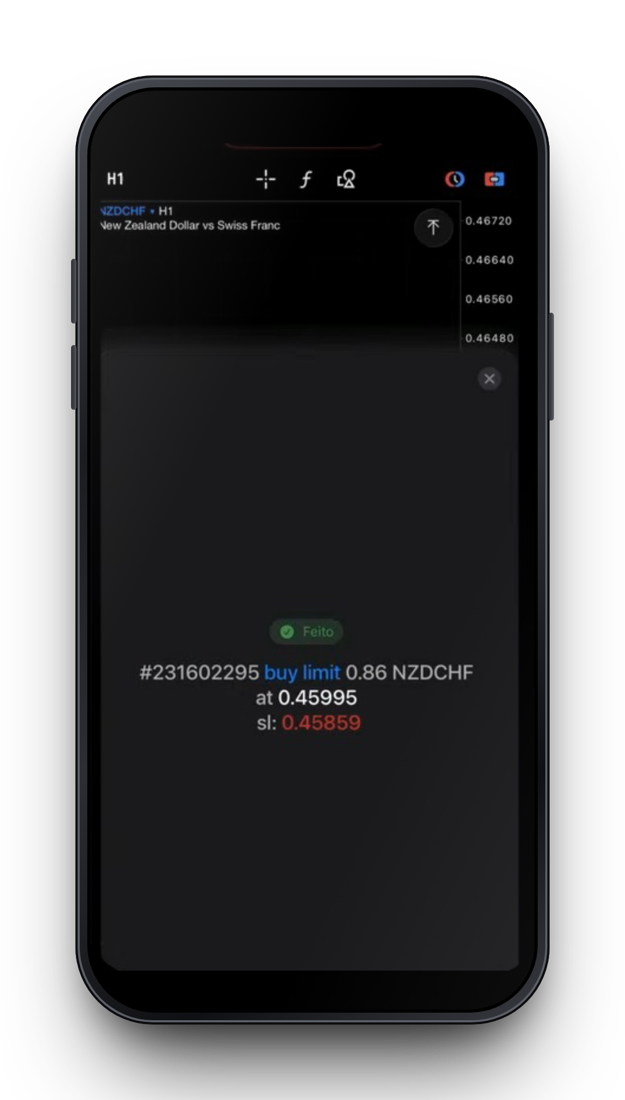 H1
NZDCHF • H1
New Zealand Dollar vs Swiss Franc
0.46720
0.46640
0.46560
0.46480
Feito
#231602295 buy limit 0.86 NZDCHF
at 0.45995
sl: 0.45859